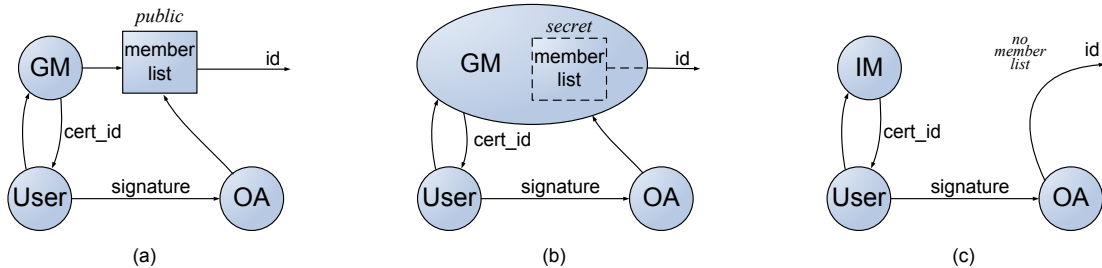 public
member
list
id
GM
cert_id
User
signature
OA
(a)
secret
GM
member
list
id
cert_id
User
signature
OA
(b)
no
member
list
id
IM
cert_id
User
signature
OA
(c)